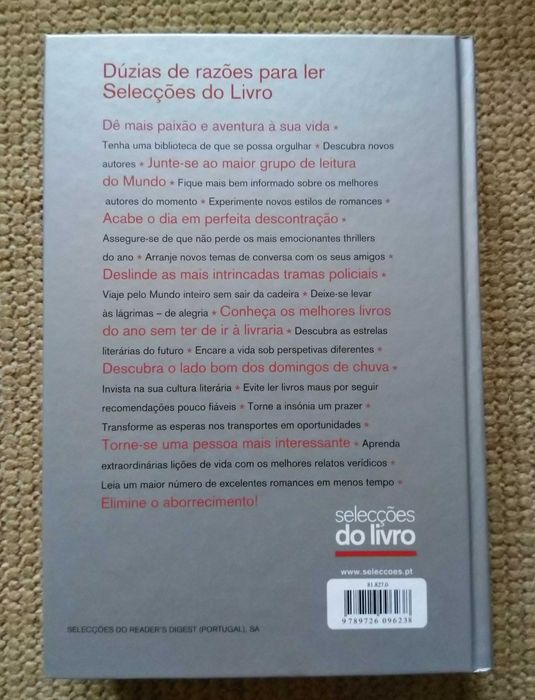 Dúzias de razões para ler
Selecções do Livro
Dê mais paixão e aventura à sua vida *
Tenha uma biblioteca de que se possa orgulhar * Descubra novos
autores * Junte-se ao maior grupo de leitura
do Mundo * Fique mais bem informado sobre os melhores
autores do momento * Experimente novos estilos de romances *
Acabe o dia em perfeita descontração *
Assegure-se de que não perde os mais emocionantes thrillers
do ano * Arranje novos temas de conversa com os seus amigos *
Deslinde as mais intrincadas tramas policiais *
Viaje pelo Mundo inteiro sem sair da cadeira * Deixe-se levar
às lágrimas – de alegria * Conheça os melhores livros
do ano sem ter de ir à livraria * Descubra as estrelas
literárias do futuro * Encare a vida sob perspetivas diferentes *
Descubra o lado bom dos domingos de chuva *
Invista na sua cultura literária * Evite ler livros maus por seguir
recomendações pouco fiáveis * Torne a insónia um prazer *
Transforme as esperas nos transportes em oportunidades *
Torne-se uma pessoa mais interessante * Aprenda
extraordinárias lições de vida com os melhores relatos verídicos *
Leia um maior número de excelentes romances em menos tempo *
Elimine o aborrecimento!
selecções
do livro
www.seleccoes.pt
81.827.0
9789726 096238
SELECÇÕES DO READER'S DIGEST (PORTUGAL), SA